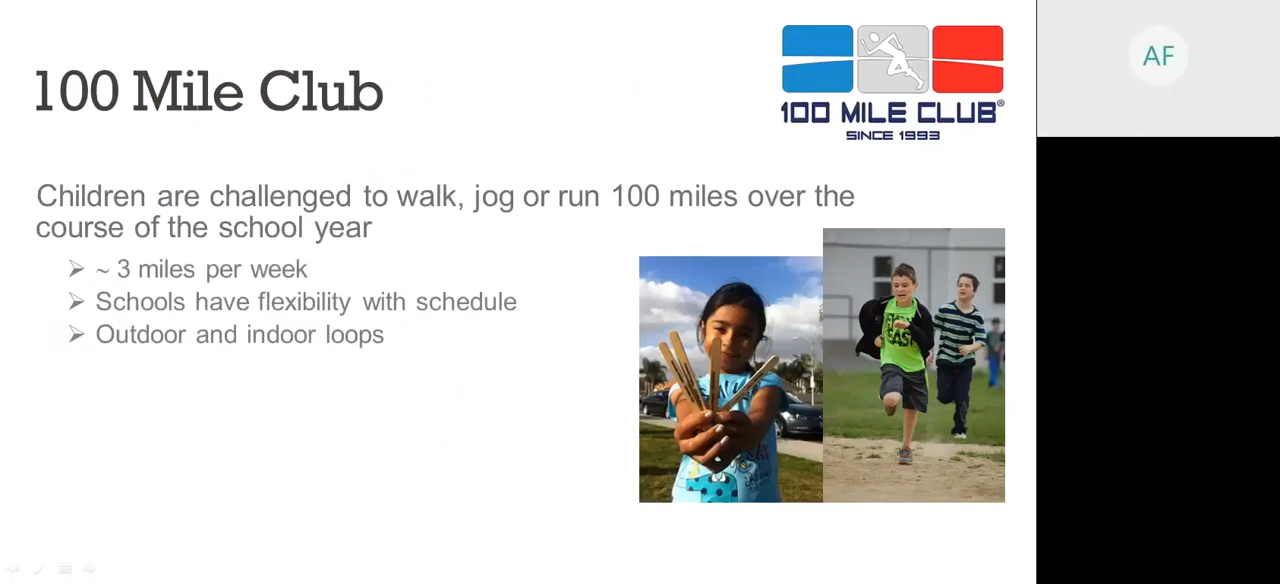 100 Mile Club
100 MILE CLUB®
SINCE 1993
AF
Children are challenged to walk, jog or run 100 miles over the
course of the school year
➢ ~ 3 miles per week
➢ Schools have flexibility with schedule
➢ Outdoor and indoor loops